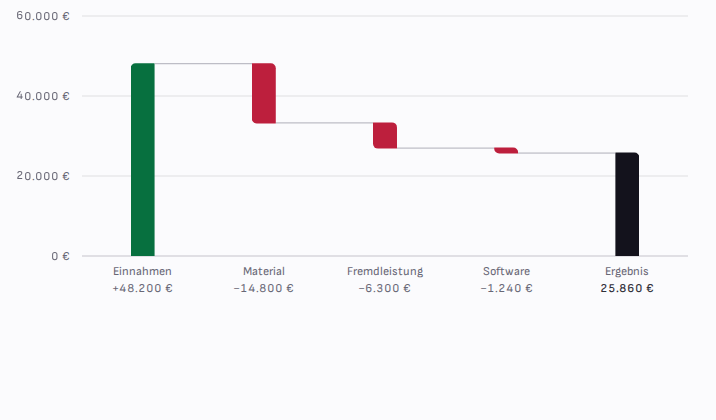 60.000 €
40.000 €
20.000 €
0 €
Einnahmen Material Fremdleistung Software Ergebnis
+48.200 € −14.800 € −6.300 € −1.240 € 25.860 €